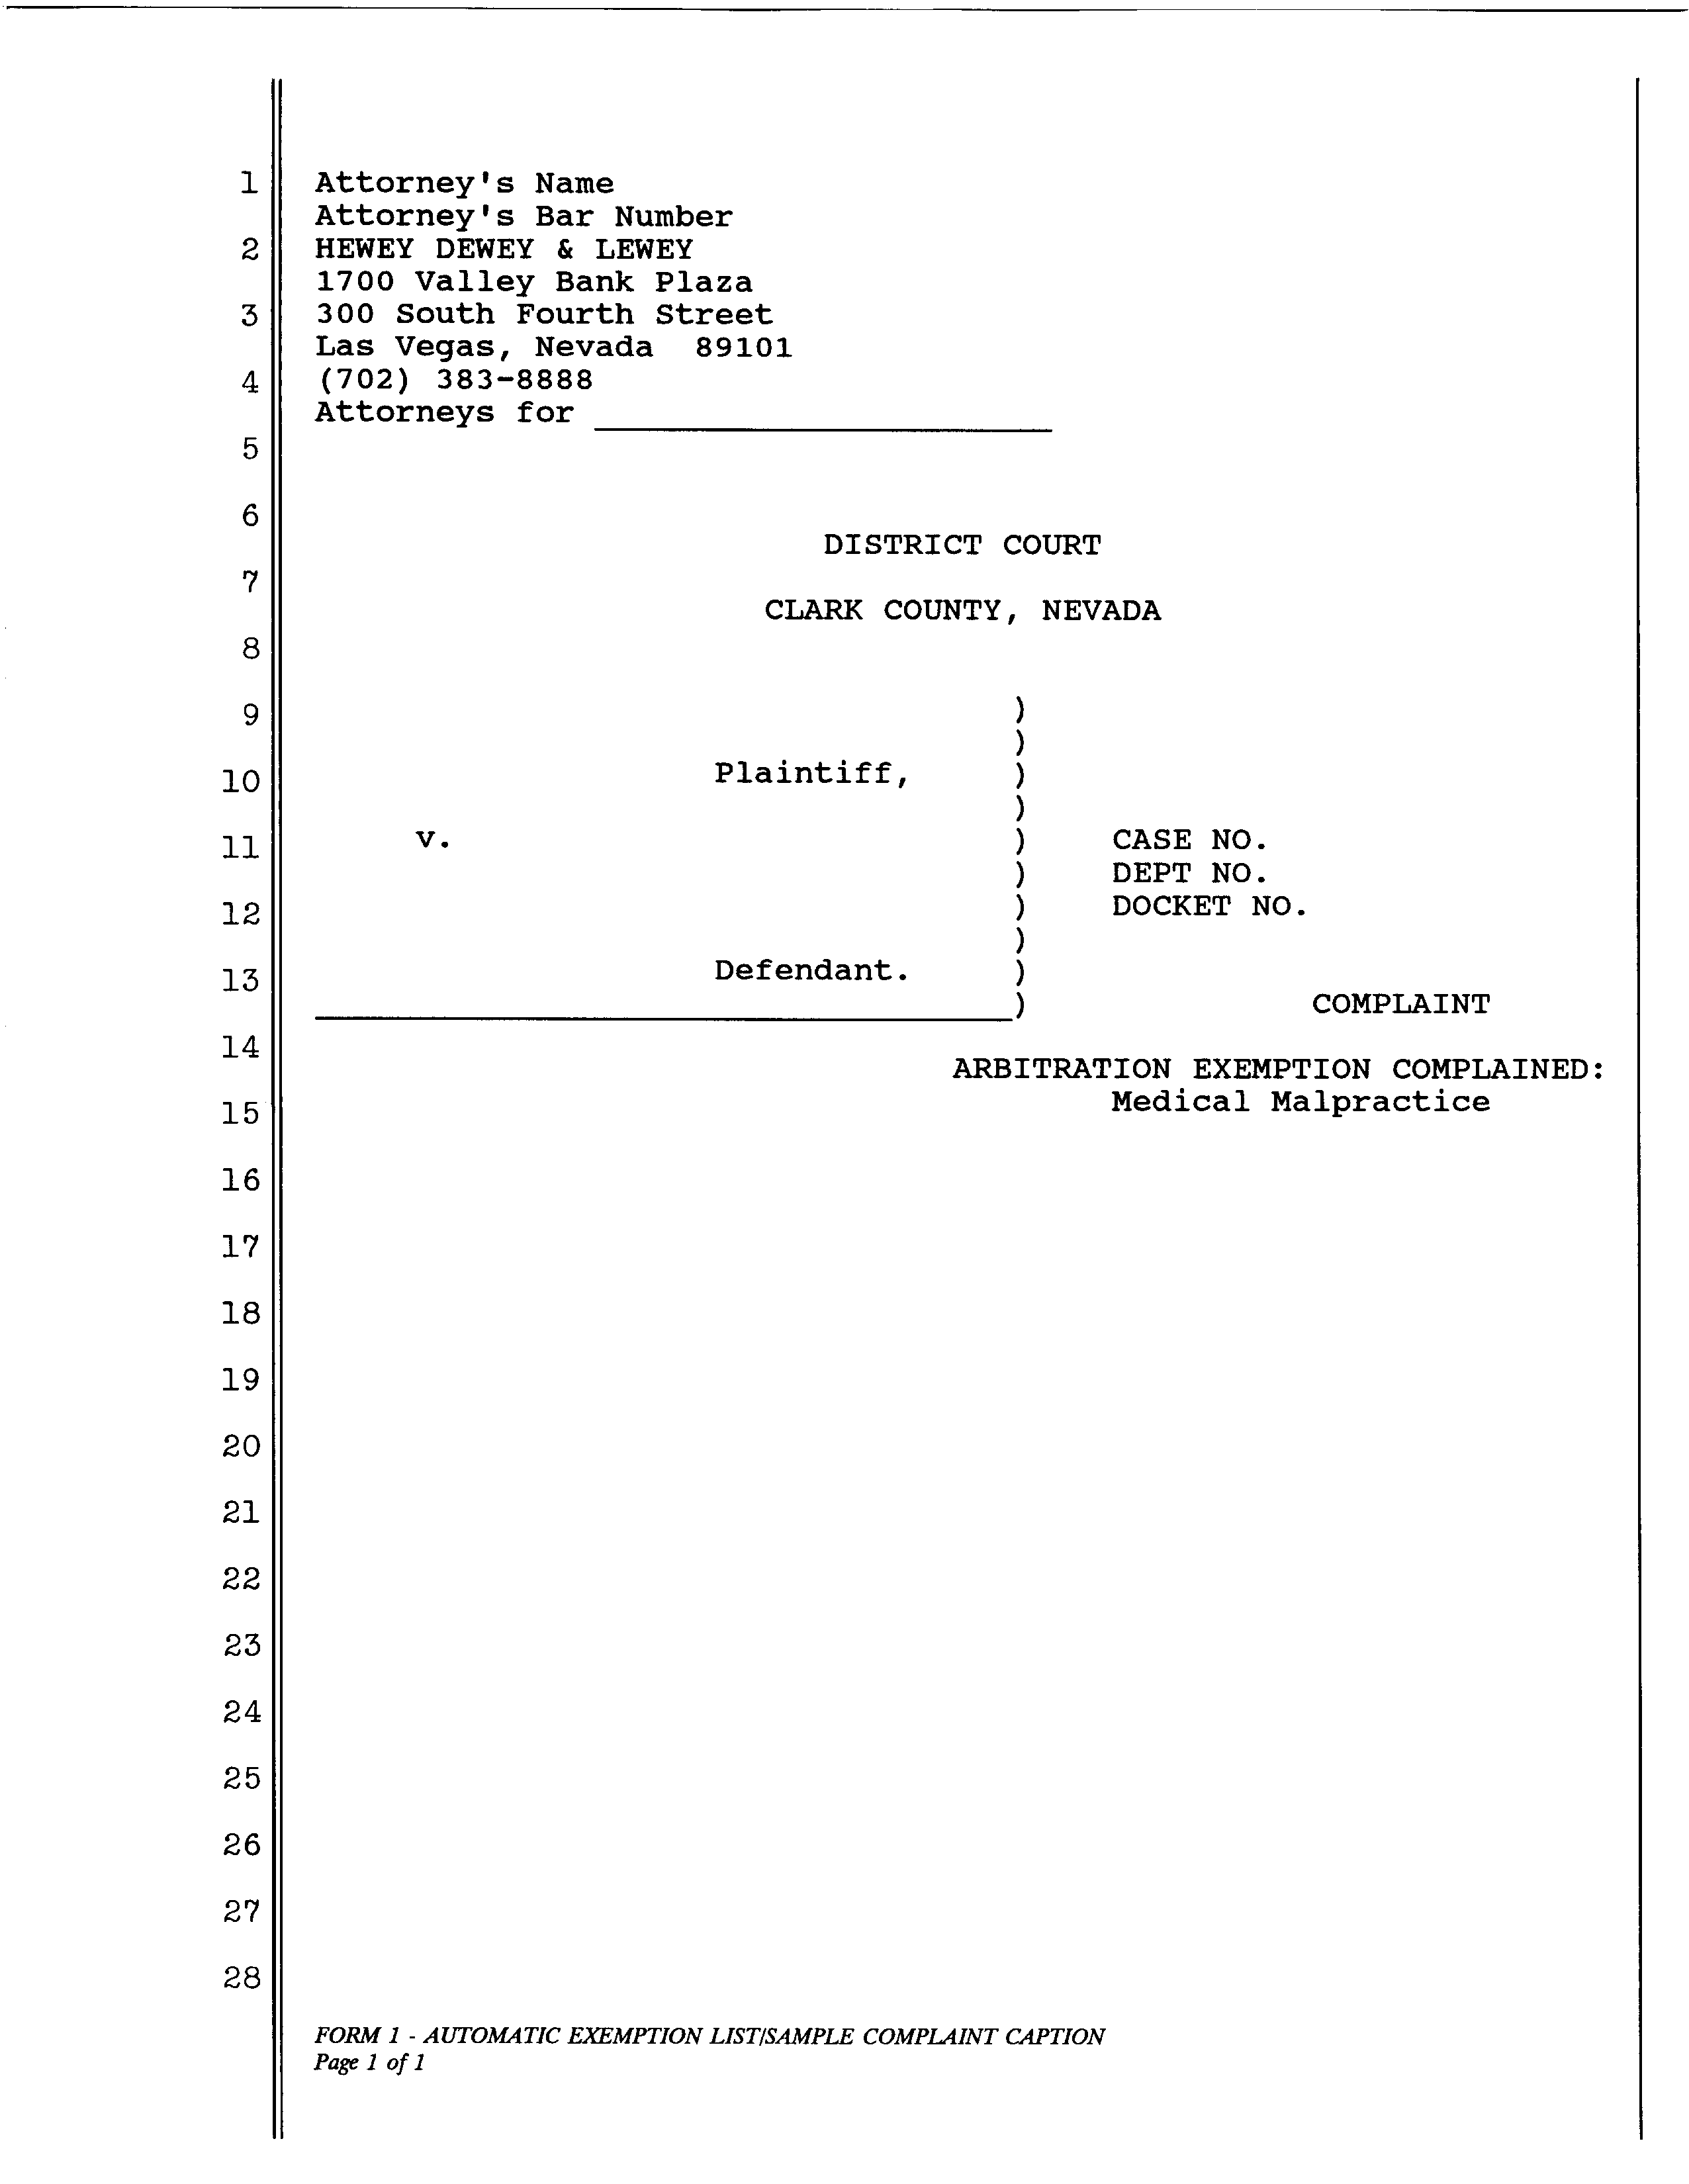 1 Attorney's Name
Attorney's Bar Number
2 HEWEY DEWEY & LEWEY
1700 Valley Bank Plaza
3 300 South Fourth Street
Las Vegas, Nevada 89101
4 (702) 383-8888
Attorneys for ____________________
5
6
DISTRICT COURT
7
CLARK COUNTY, NEVADA
8
9 )
)
10 Plaintiff, )
)
11 v. ) CASE NO.
) DEPT NO.
12 ) DOCKET NO.
)
13 Defendant. )
______________________________) COMPLAINT
14
ARBITRATION EXEMPTION COMPLAINED:
15 Medical Malpractice
16
17
18
19
20
21
22
23
24
25
26
27
28
FORM 1 - AUTOMATIC EXEMPTION LIST/SAMPLE COMPLAINT CAPTION
Page 1 of 1